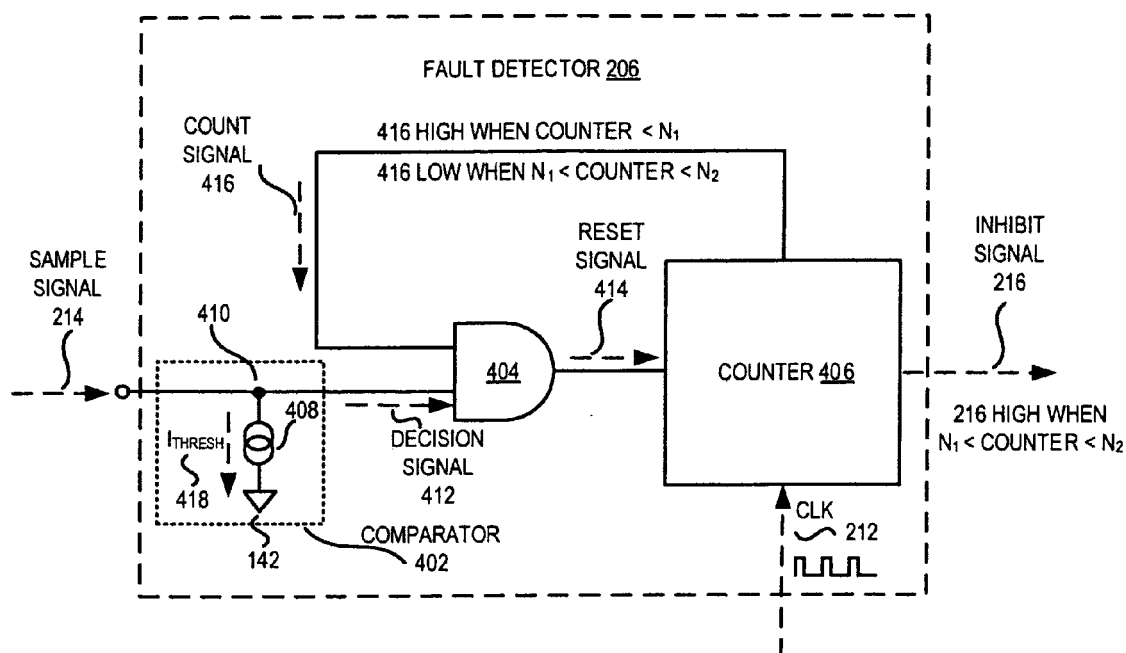 FAULT DETECTOR 206
COUNT
SIGNAL
416
416 HIGH WHEN COUNTER < N1
416 LOW WHEN N1 < COUNTER < N2
SAMPLE
SIGNAL
214
RESET
SIGNAL
414
INHIBIT
SIGNAL
216
410
404
COUNTER 406
408
ITHRESH
418
DECISION
SIGNAL
412
216 HIGH WHEN
N1 < COUNTER < N2
142
COMPARATOR
402
CLK
212